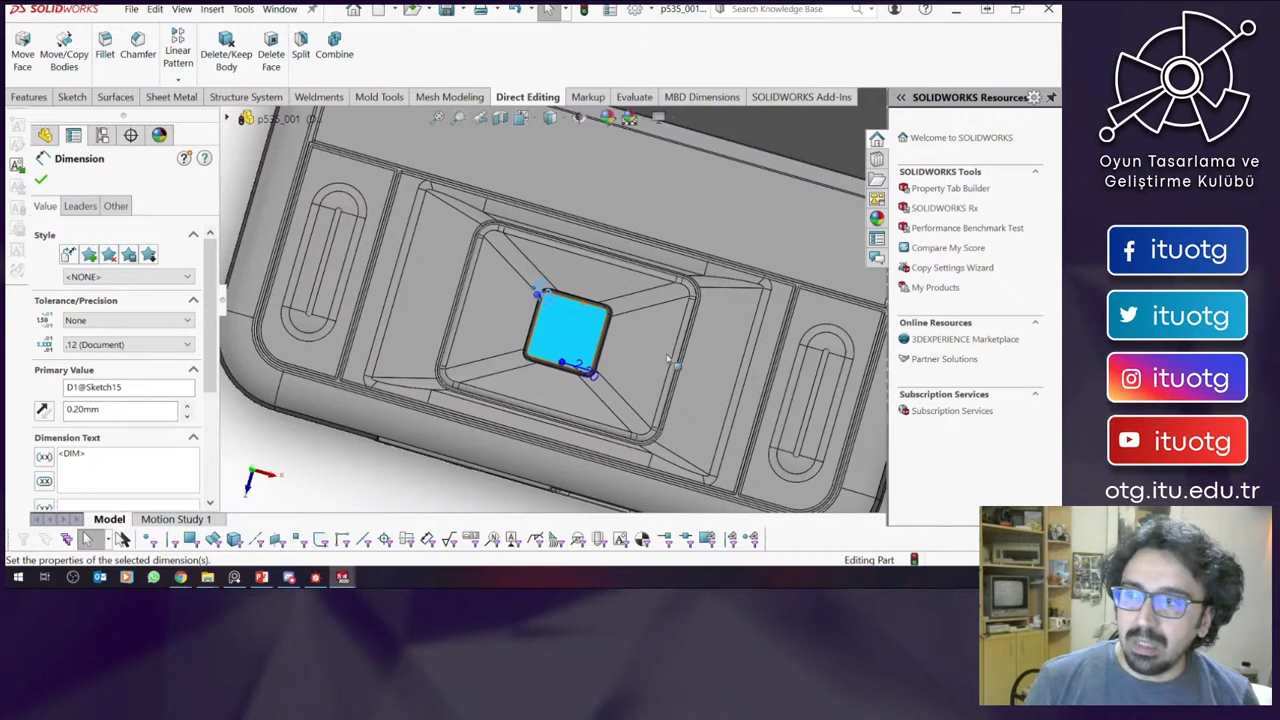 SOLIDWORKS
File Edit View Insert Tools Window
p535_001...
Search Knowledge Base
Move Face
Move/Copy Bodies
Fillet
Chamfer
Linear Pattern
Delete/Keep Body
Delete Face
Split
Combine
Features Sketch Surfaces Sheet Metal Structure System Weldments Mold Tools Mesh Modeling Direct Editing Markup Evaluate MBD Dimensions SOLIDWORKS Add-Ins
SOLIDWORKS Resources
p535_001 (D...
Dimension
Value Leaders Other
Style
<NONE>
Tolerance/Precision
None
.12 (Document)
Primary Value
D1@Sketch15
0.20mm
Dimension Text
<DIM>
Welcome to SOLIDWORKS
SOLIDWORKS Tools
Property Tab Builder
SOLIDWORKS Rx
Performance Benchmark Test
Compare My Score
Copy Settings Wizard
My Products
Online Resources
3DEXPERIENCE Marketplace
Partner Solutions
Subscription Services
Subscription Services
Model
Motion Study 1
Set the properties of the selected dimension(s).
Editing Part
Oyun Tasarlama ve
Geliştirme Kulübü
ituotg
ituotg
ituotg
ituotg
otg.itu.edu.tr